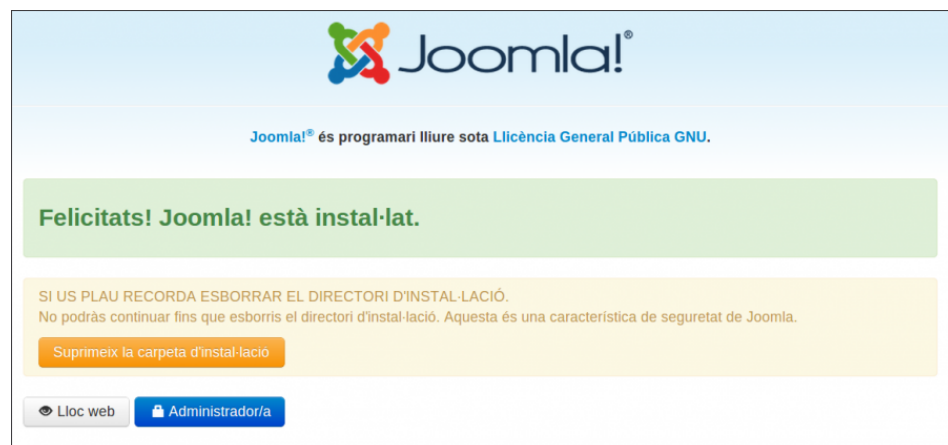 Joomla!®
Joomla!® és programari lliure sota Llicència General Pública GNU.
Felicitats! Joomla! està instal·lat.
SI US PLAU RECORDA ESBORRAR EL DIRECTORI D'INSTAL·LACIÓ.
No podràs continuar fins que esborris el directori d'instal·lació. Aquesta és una característica de seguretat de Joomla.
Suprimeix la carpeta d'instal·lació
Lloc web
Administrador/a